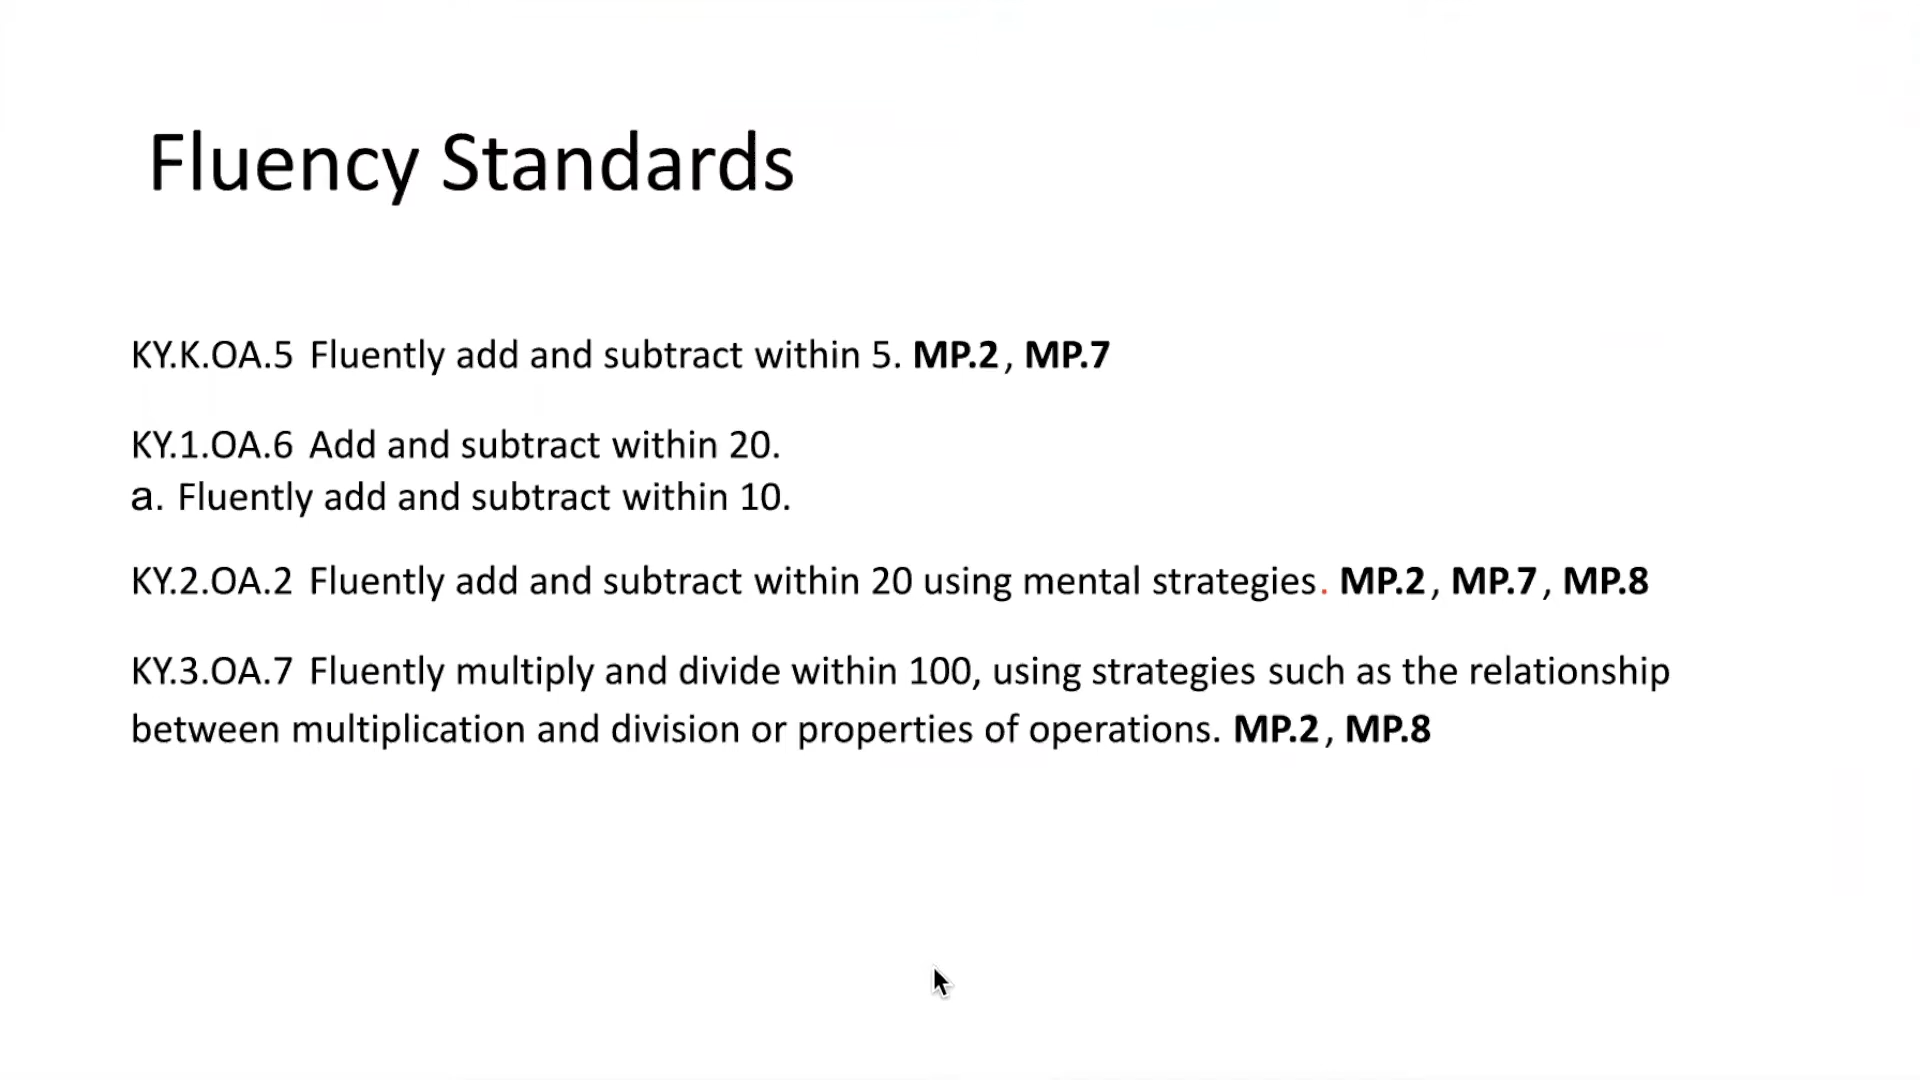 Fluency Standards
KY.K.OA.5 Fluently add and subtract within 5. MP.2, MP.7
KY.1.OA.6 Add and subtract within 20.
a. Fluently add and subtract within 10.
KY.2.OA.2 Fluently add and subtract within 20 using mental strategies. MP.2, MP.7, MP.8
KY.3.OA.7 Fluently multiply and divide within 100, using strategies such as the relationship
between multiplication and division or properties of operations. MP.2, MP.8